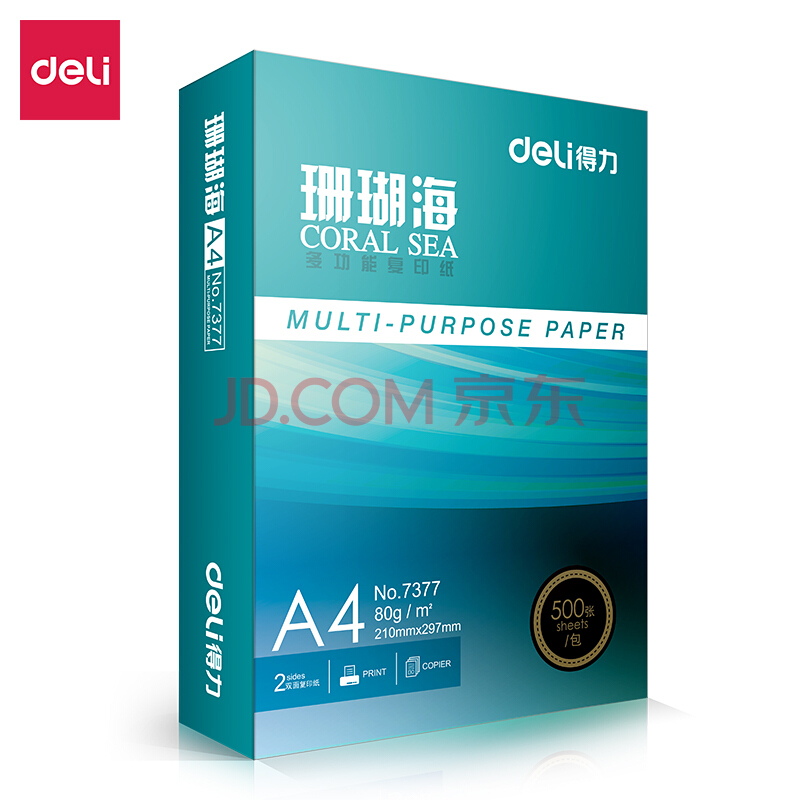 deli
deli得力
珊瑚海
CORAL SEA
多功能复印纸
MULTI-PURPOSE PAPER
JD.COM 京东
A4
No.7377
80g / m²
210mmx297mm
2 sides
双面复印纸
PRINT
COPIER
500张
sheets
/包
珊瑚海
A4
No.7377
MULTI-PURPOSE PAPER
deli得力